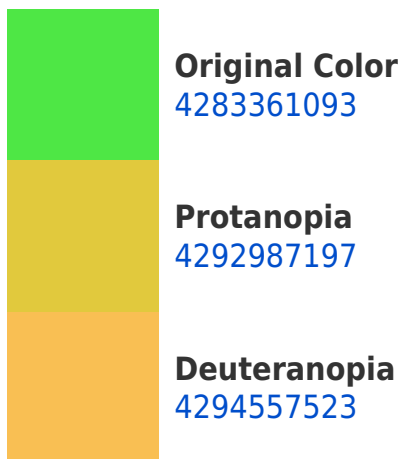 Original Color
4283361093
Protanopia
4292987197
Deuteranopia
4294557523